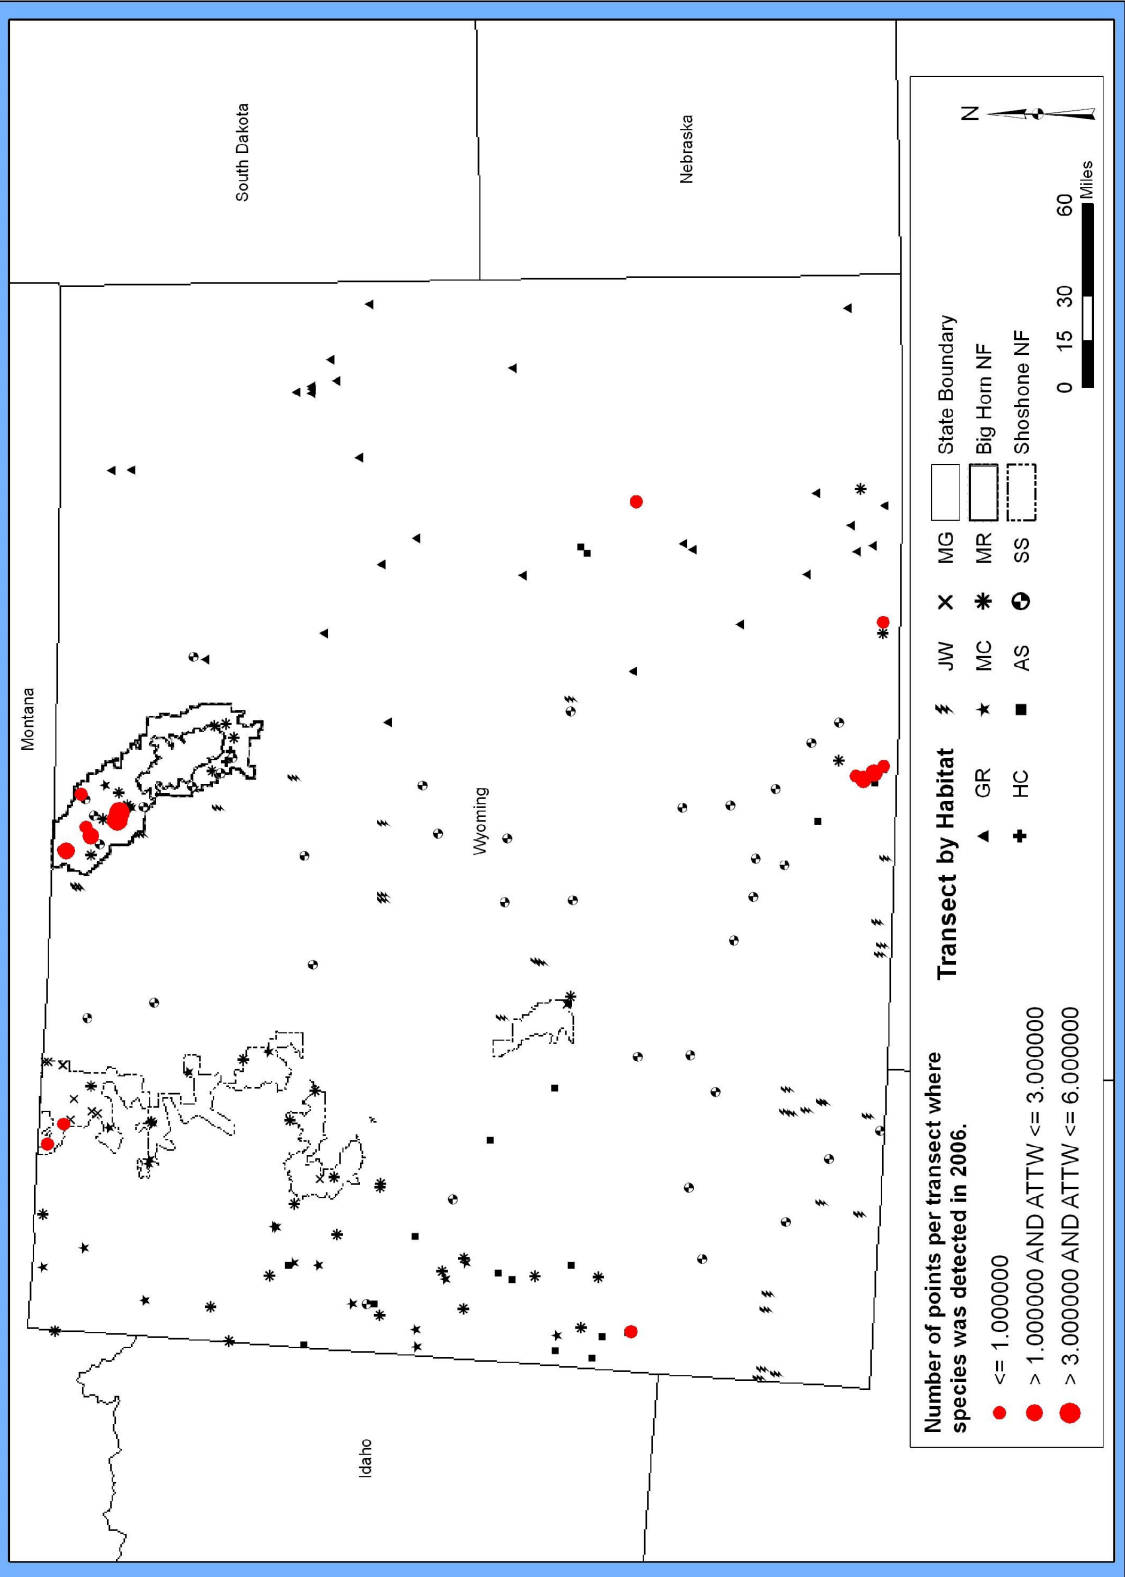 Montana
South Dakota
Wyoming
Nebraska
Idaho
Number of points per transect where
species was detected in 2006.
<= 1.000000
> 1.000000 AND ATTW <= 3.000000
> 3.000000 AND ATTW <= 6.000000
Transect by Habitat
GR
HC
JW
MC
AS
MG
MR
SS
State Boundary
Big Horn NF
Shoshone NF
N
0 15 30 60
Miles